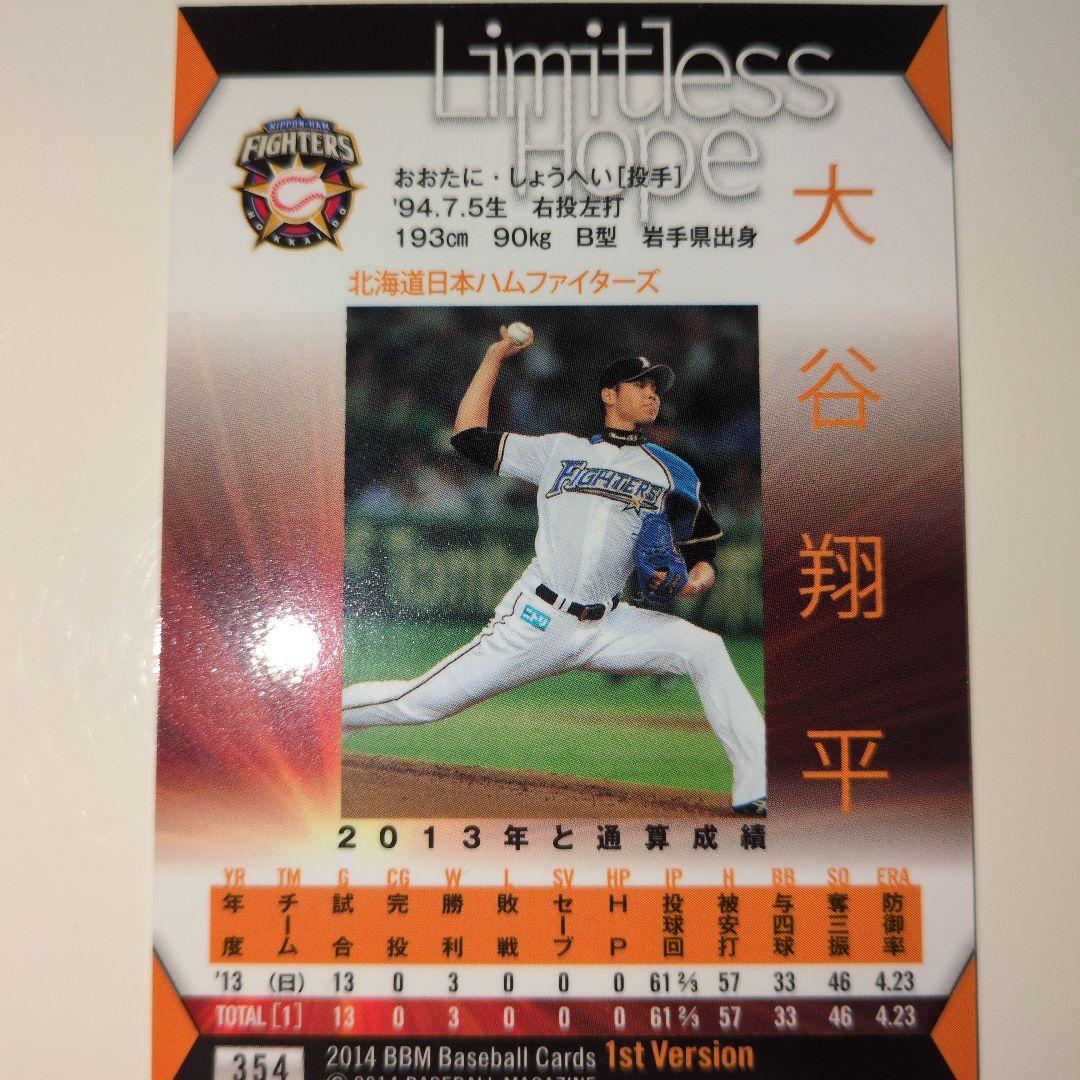 Limitless
Hope
NIPPON-HAM
FIGHTERS
HOKKAIDO
おおたに・しょうへい[投手]
'94.7.5生 右投左打
193cm 90kg B型 岩手県出身
大谷翔平
北海道日本ハムファイターズ
FIGHTERS
ニトリ
2013年と通算成績
YR TM G CG W L SV HP IP H BB SO ERA
年度 チーム 試合 完投 勝利 敗戦 セーブ HP 投球回 被安打 与四球 奪三振 防御率
'13 (日) 13 0 3 0 0 0 61 2/3 57 33 46 4.23
TOTAL [1] 13 0 3 0 0 0 61 2/3 57 33 46 4.23
354 2014 BBM Baseball Cards 1st Version
© 2014 BASEBALL MAGAZINE